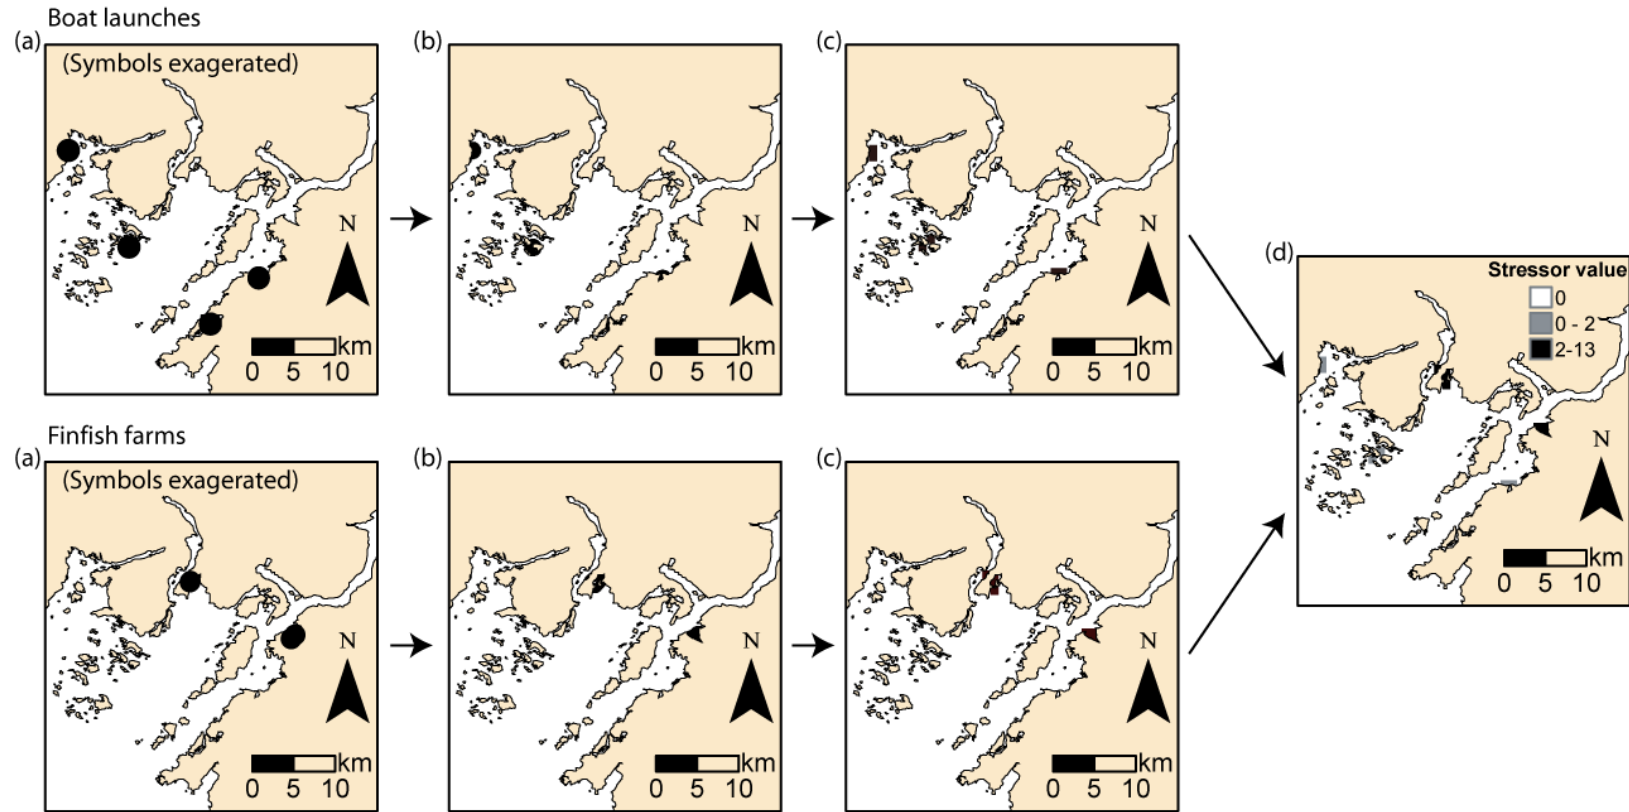 Boat launches
(a)
(Symbols exagerated)
N
km
0 5 10
(b)
N
km
0 5 10
(c)
N
km
0 5 10
(d)
Stressor value
0
0 - 2
2-13
N
km
0 5 10
Finfish farms
(a)
(Symbols exagerated)
N
km
0 5 10
(b)
N
km
0 5 10
(c)
N
km
0 5 10